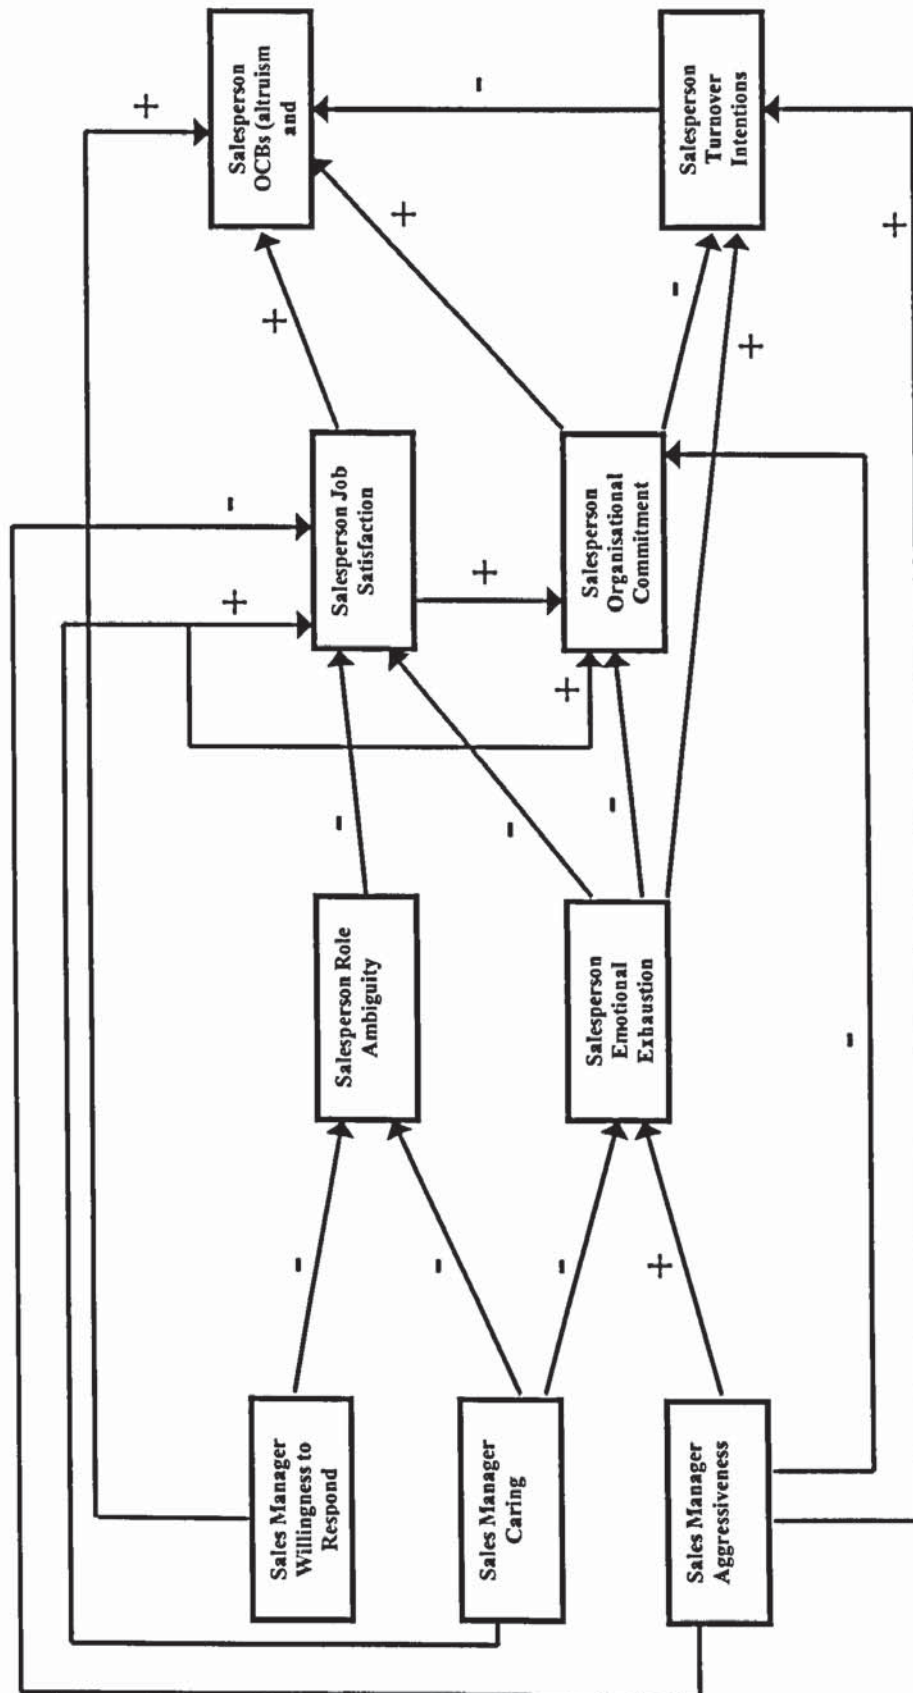 +
-
+
Salesperson
OCBs (altruism
and
+
Sales Manager
Willingness to
Respond
-
-
Salesperson Role
Ambiguity
Salesperson Job
Satisfaction
+
-
-
+
Sales Manager
Caring
-
-
+
-
Salesperson
Emotional
Exhaustion
Salesperson
Organisational
Commitment
+
-
Sales Manager
Aggressiveness
Salesperson
Turnover
Intentions
+
-
+